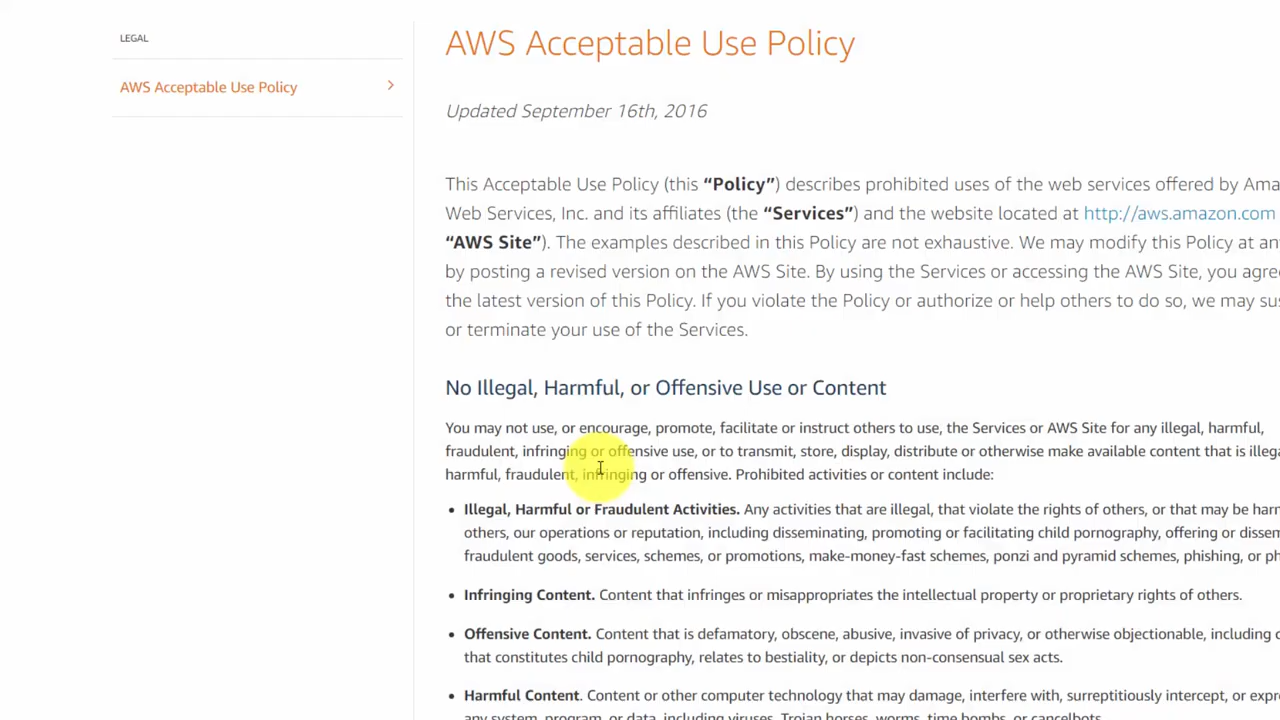 LEGAL
AWS Acceptable Use Policy
AWS Acceptable Use Policy
Updated September 16th, 2016
This Acceptable Use Policy (this “Policy”) describes prohibited uses of the web services offered by
Web Services, Inc. and its affiliates (the “Services”) and the website located at http://aws.amazon.com
“AWS Site”). The examples described in this Policy are not exhaustive. We may modify this Policy at
by posting a revised version on the AWS Site. By using the Services or accessing the AWS Site, you
the latest version of this Policy. If you violate the Policy or authorize or help others to do so, we may
or terminate your use of the Services.
No Illegal, Harmful, or Offensive Use or Content
You may not use, or encourage, promote, facilitate or instruct others to use, the Services or AWS Site for any illegal, harmful,
fraudulent, infringing or offensive use, or to transmit, store, display, distribute or otherwise make available content that is
harmful, fraudulent, infringing or offensive. Prohibited activities or content include:
• Illegal, Harmful or Fraudulent Activities. Any activities that are illegal, that violate the rights of others, or that may be
others, our operations or reputation, including disseminating, promoting or facilitating child pornography, offering or
fraudulent goods, services, schemes, or promotions, make-money-fast schemes, ponzi and pyramid schemes, phishing, or
• Infringing Content. Content that infringes or misappropriates the intellectual property or proprietary rights of others.
• Offensive Content. Content that is defamatory, obscene, abusive, invasive of privacy, or otherwise objectionable, including
that constitutes child pornography, relates to bestiality, or depicts non-consensual sex acts.
• Harmful Content. Content or other computer technology that may damage, interfere with, surreptitiously intercept, or
any system, program, or data, including viruses, Trojan horses, worms, time bombs, or cancelbots.